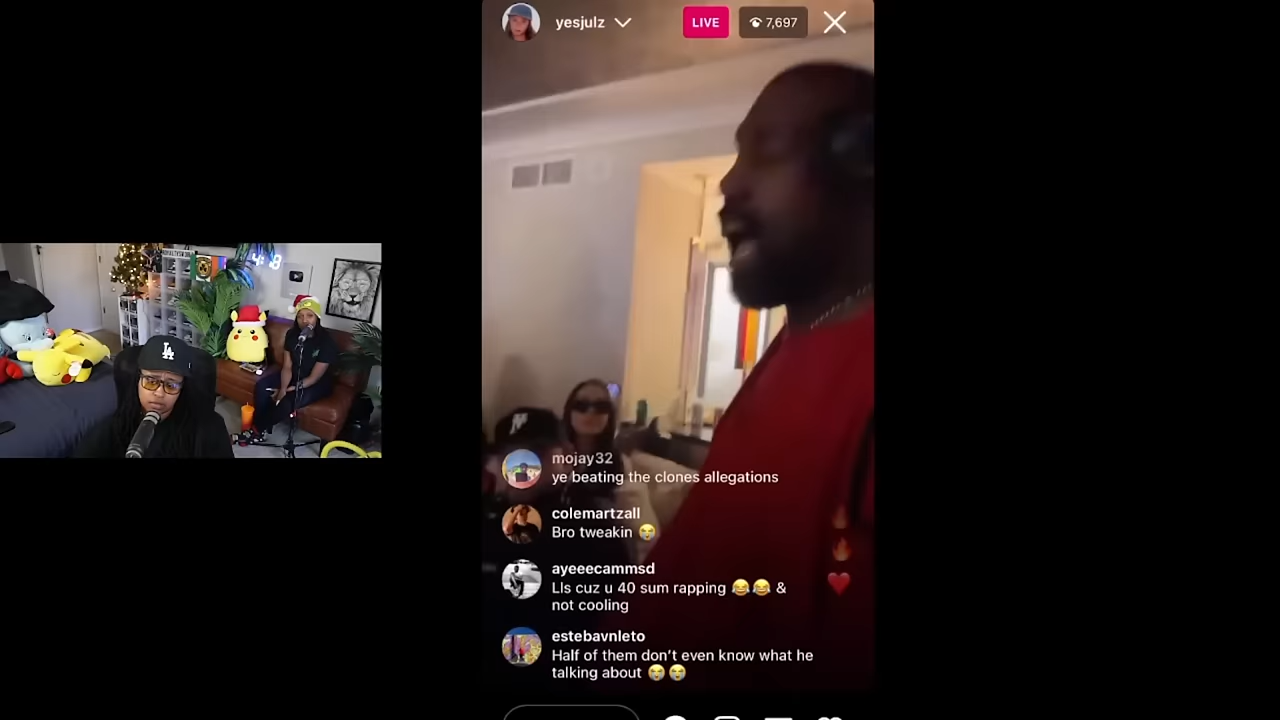 yesjulz
LIVE
7,697
LA
mojay32
ye beating the clones allegations
colemartzall
Bro tweakin 😭
ayeeecammsd
Lls cuz u 40 sum rapping 😂😂 &
not cooling
estebavnleto
Half of them don’t even know what he
talking about 😭😭